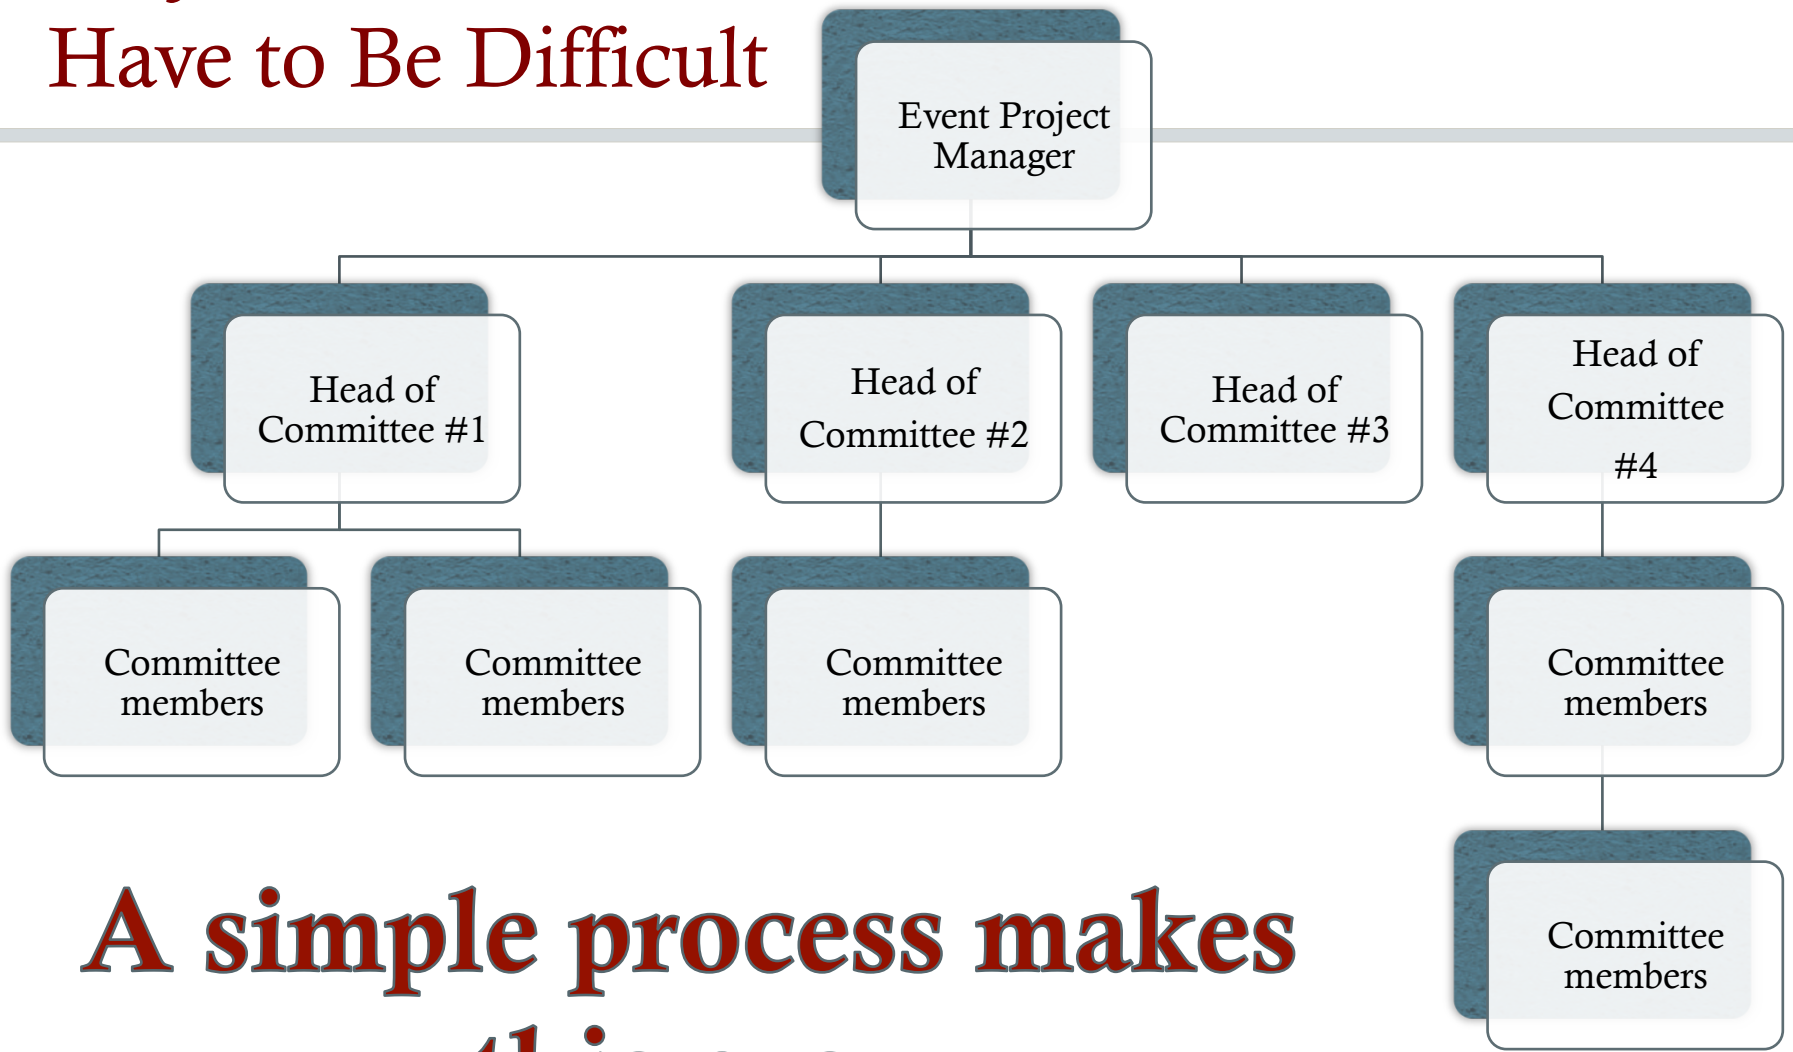 Have to Be Difficult
Event Project
Manager
Head of
Committee #1
Head of
Committee #2
Head of
Committee #3
Head of
Committee
#4
Committee
members
Committee
members
Committee
members
Committee
members
Committee
members
A simple process makes